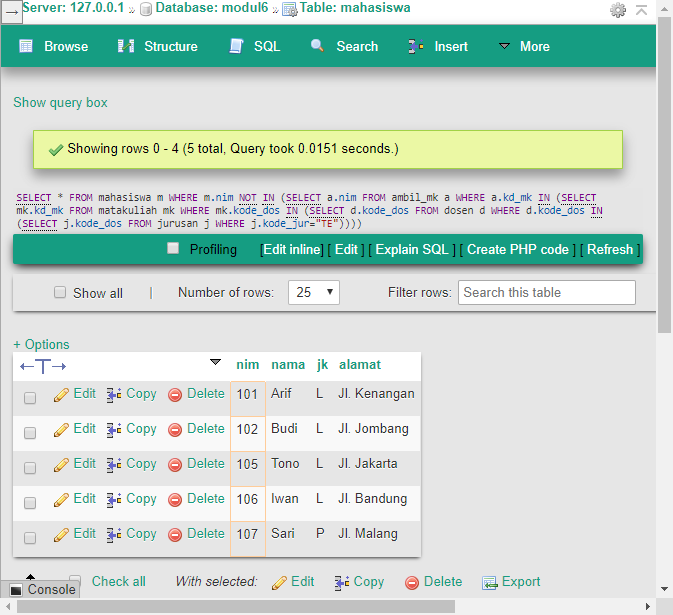 Server: 127.0.0.1 » Database: modul6 » Table: mahasiswa
Browse Structure SQL Search Insert More
Show query box
Showing rows 0 - 4 (5 total, Query took 0.0151 seconds.)
SELECT * FROM mahasiswa m WHERE m.nim NOT IN (SELECT a.nim FROM ambil_mk a WHERE a.kd_mk IN (SELECT
mk.kd_mk FROM matakuliah mk WHERE mk.kode_dos IN (SELECT d.kode_dos FROM dosen d WHERE d.kode_dos IN
(SELECT j.kode_dos FROM jurusan j WHERE j.kode_jur="TE"))))
Profiling [Edit inline] [ Edit ] [ Explain SQL ] [ Create PHP code ] [ Refresh ]
Show all | Number of rows: 25 Filter rows: Search this table
+ Options
nim nama jk alamat
Edit Copy Delete 101 Arif L Jl. Kenangan
Edit Copy Delete 102 Budi L Jl. Jombang
Edit Copy Delete 105 Tono L Jl. Jakarta
Edit Copy Delete 106 Iwan L Jl. Bandung
Edit Copy Delete 107 Sari P Jl. Malang
Check all With selected: Edit Copy Delete Export
Console